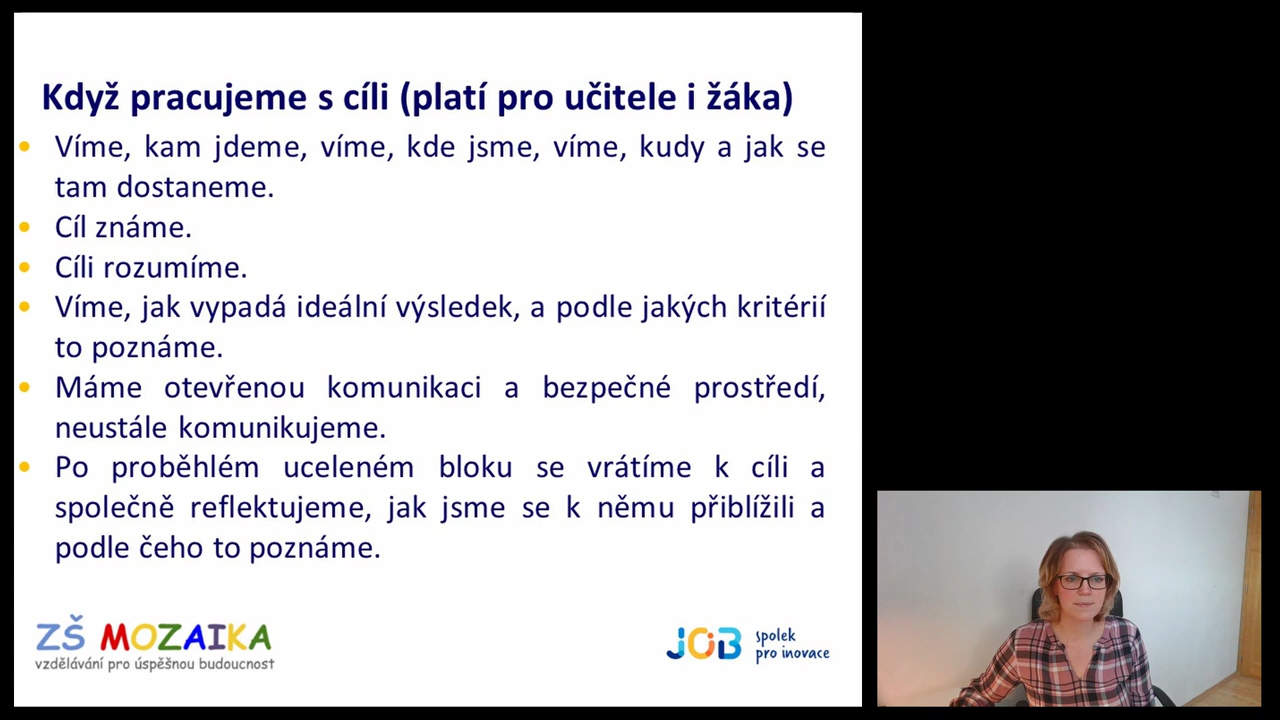 Když pracujeme s cíli (platí pro učitele i žáka)
Víme, kam jdeme, víme, kde jsme, víme, kudy a jak se
tam dostaneme.
Cíl známe.
Cíli rozumíme.
Víme, jak vypadá ideální výsledek, a podle jakých kritérií
to poznáme.
Máme otevřenou komunikaci a bezpečné prostředí,
neustále komunikujeme.
Po proběhlém uceleném bloku se vrátíme k cíli a
společně reflektujeme, jak jsme se k němu přiblížili a
podle čeho to poznáme.
ZŠ MOZAIKA
vzdělávání pro úspěšnou budoucnost
JOB
spolek
pro inovace